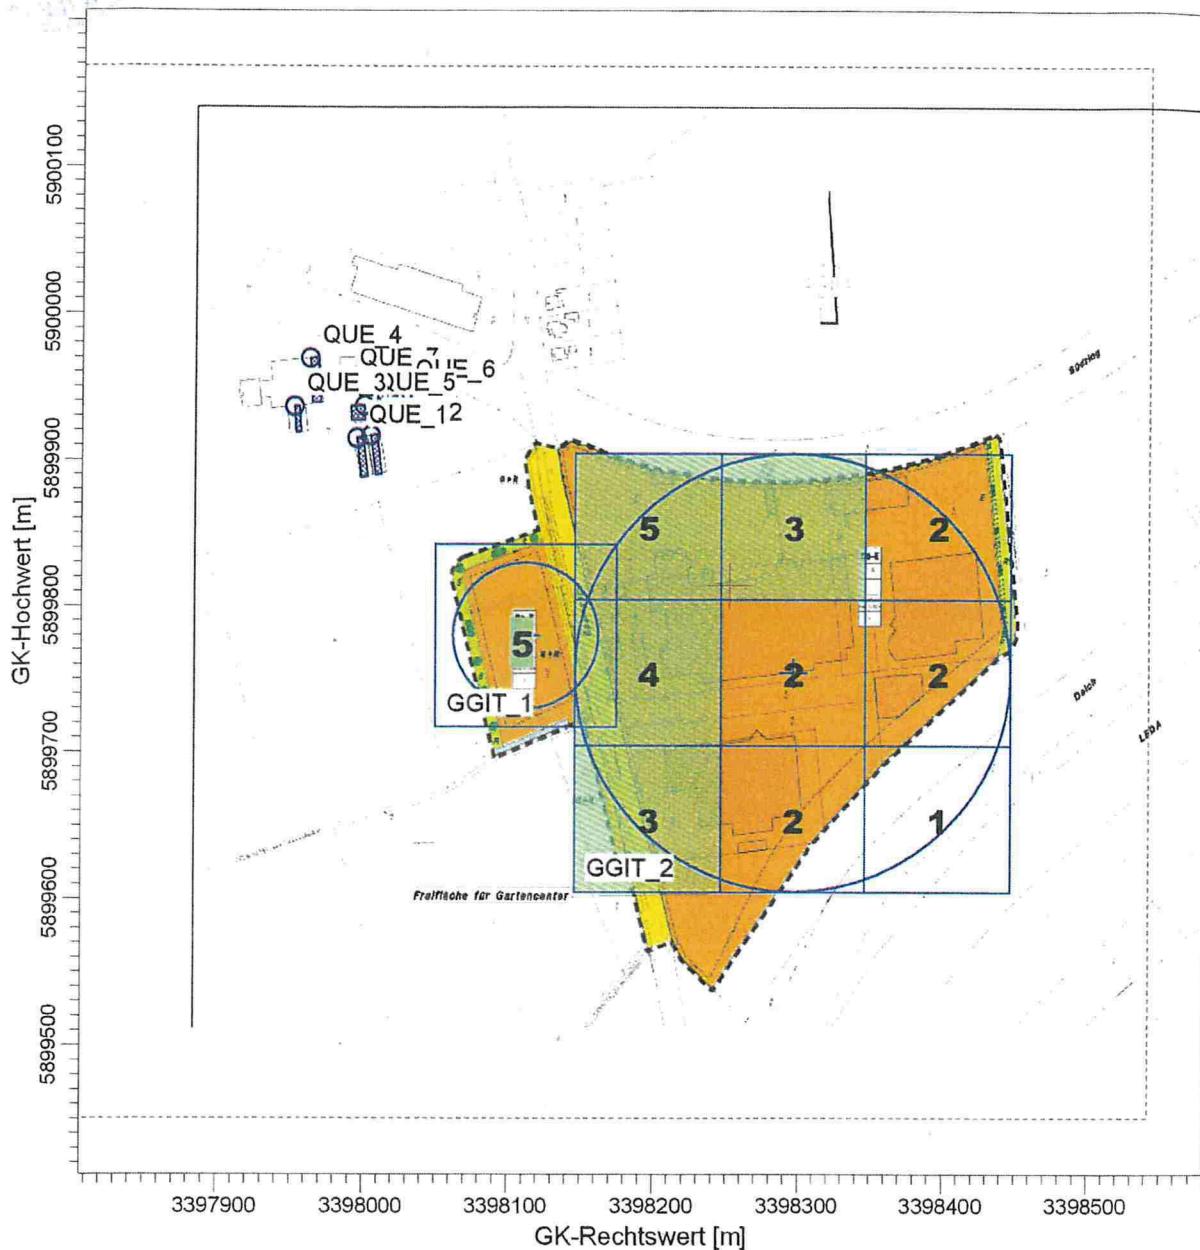 5900100
5900000
5899900
5899800
5899700
5899600
5899500
GK-Hochwert [m]
QUE_4
QUE_7
QUE_6
QUE_3
QUE_5
QUE_12
Südring
Deich
LEDA
5
3
2
5
4
2
2
GGIT_1
3
2
1
GGIT_2
Freifläche für Gartencenter
3397900
3398000
3398100
3398200
3398300
3398400
3398500
GK-Rechtswert [m]